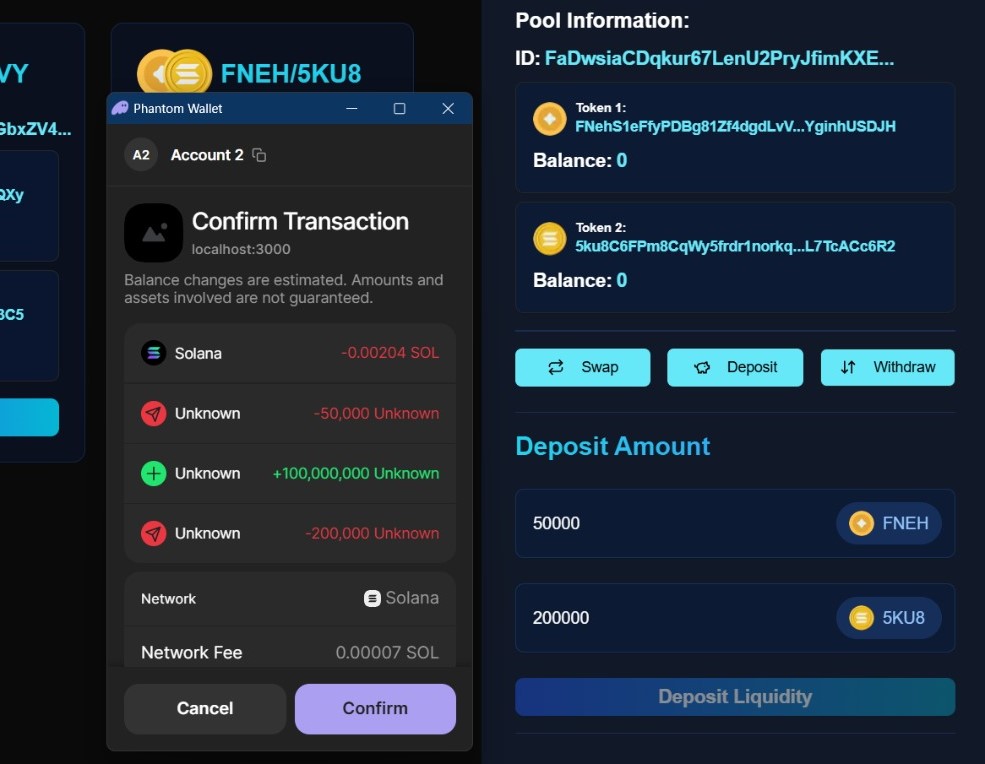 VY
GbxZV4...
QXy
3C5
FNEH/5KU8
Phantom Wallet
A2 Account 2
Confirm Transaction
localhost:3000
Balance changes are estimated. Amounts and
assets involved are not guaranteed.
Solana -0.00204 SOL
Unknown -50,000 Unknown
Unknown +100,000,000 Unknown
Unknown -200,000 Unknown
Network Solana
Network Fee 0.00007 SOL
Cancel Confirm
Pool Information:
ID: FaDwsiaCDqkur67LenU2PryJfimKXE...
Token 1:
FNehS1eFfyPDBg81Zf4dgdLvV...YginhUSDJH
Balance: 0
Token 2:
5ku8C6FPm8CqWy5frdr1norkq...L7TcACc6R2
Balance: 0
Swap Deposit Withdraw
Deposit Amount
50000 FNEH
200000 5KU8
Deposit Liquidity